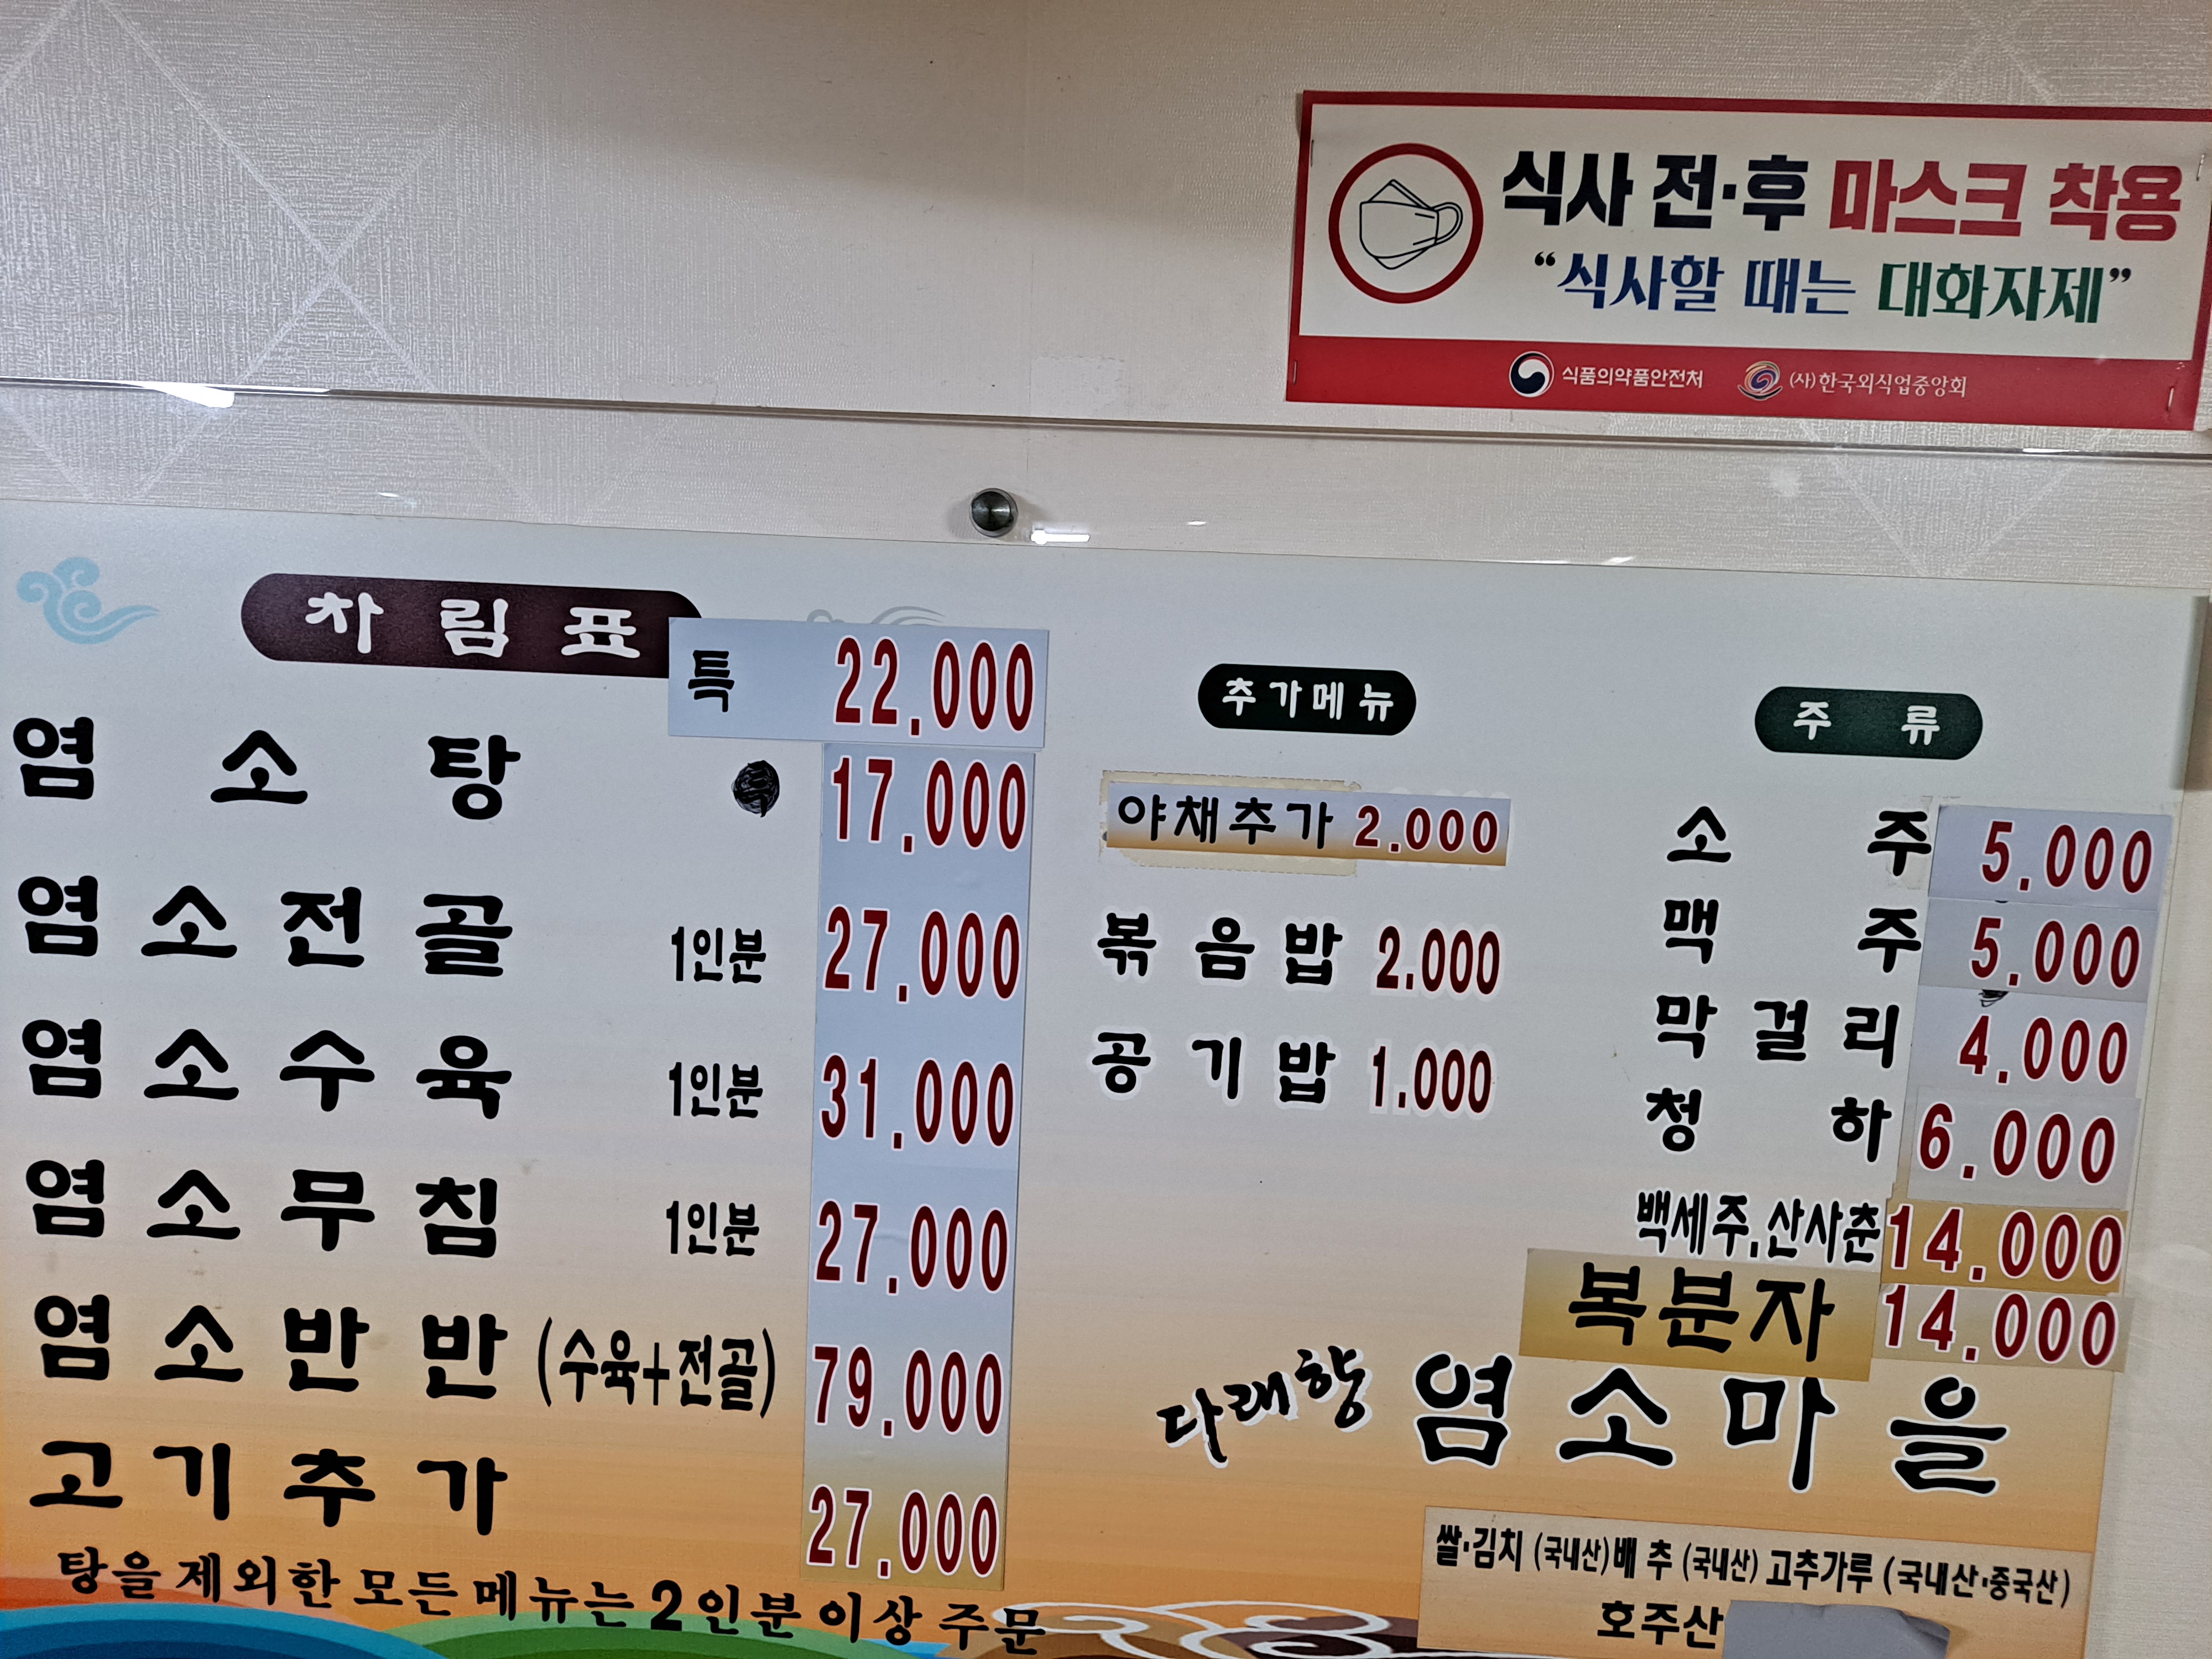 식사 전·후 마스크 착용
“식사할 때는 대화자제”
식품의약품안전처 (사)한국외식업중앙회
차림표
특 22,000
염소탕 17,000
염소전골 1인분 27,000
염소수육 1인분 31,000
염소무침 1인분 27,000
염소반반 (수육+전골) 79,000
고기추가 27,000
탕을 제외한 모든 메뉴는 2인분 이상 주문
추가메뉴
야채추가 2.000
볶음밥 2.000
공기밥 1.000
주류
소주 5.000
맥주 5.000
막걸리 4.000
청하 6.000
백세주.산사춘 14.000
복분자 14.000
다래향 염소마을
쌀·김치 (국내산) 배추 (국내산) 고추가루 (국내산·중국산)
호주산